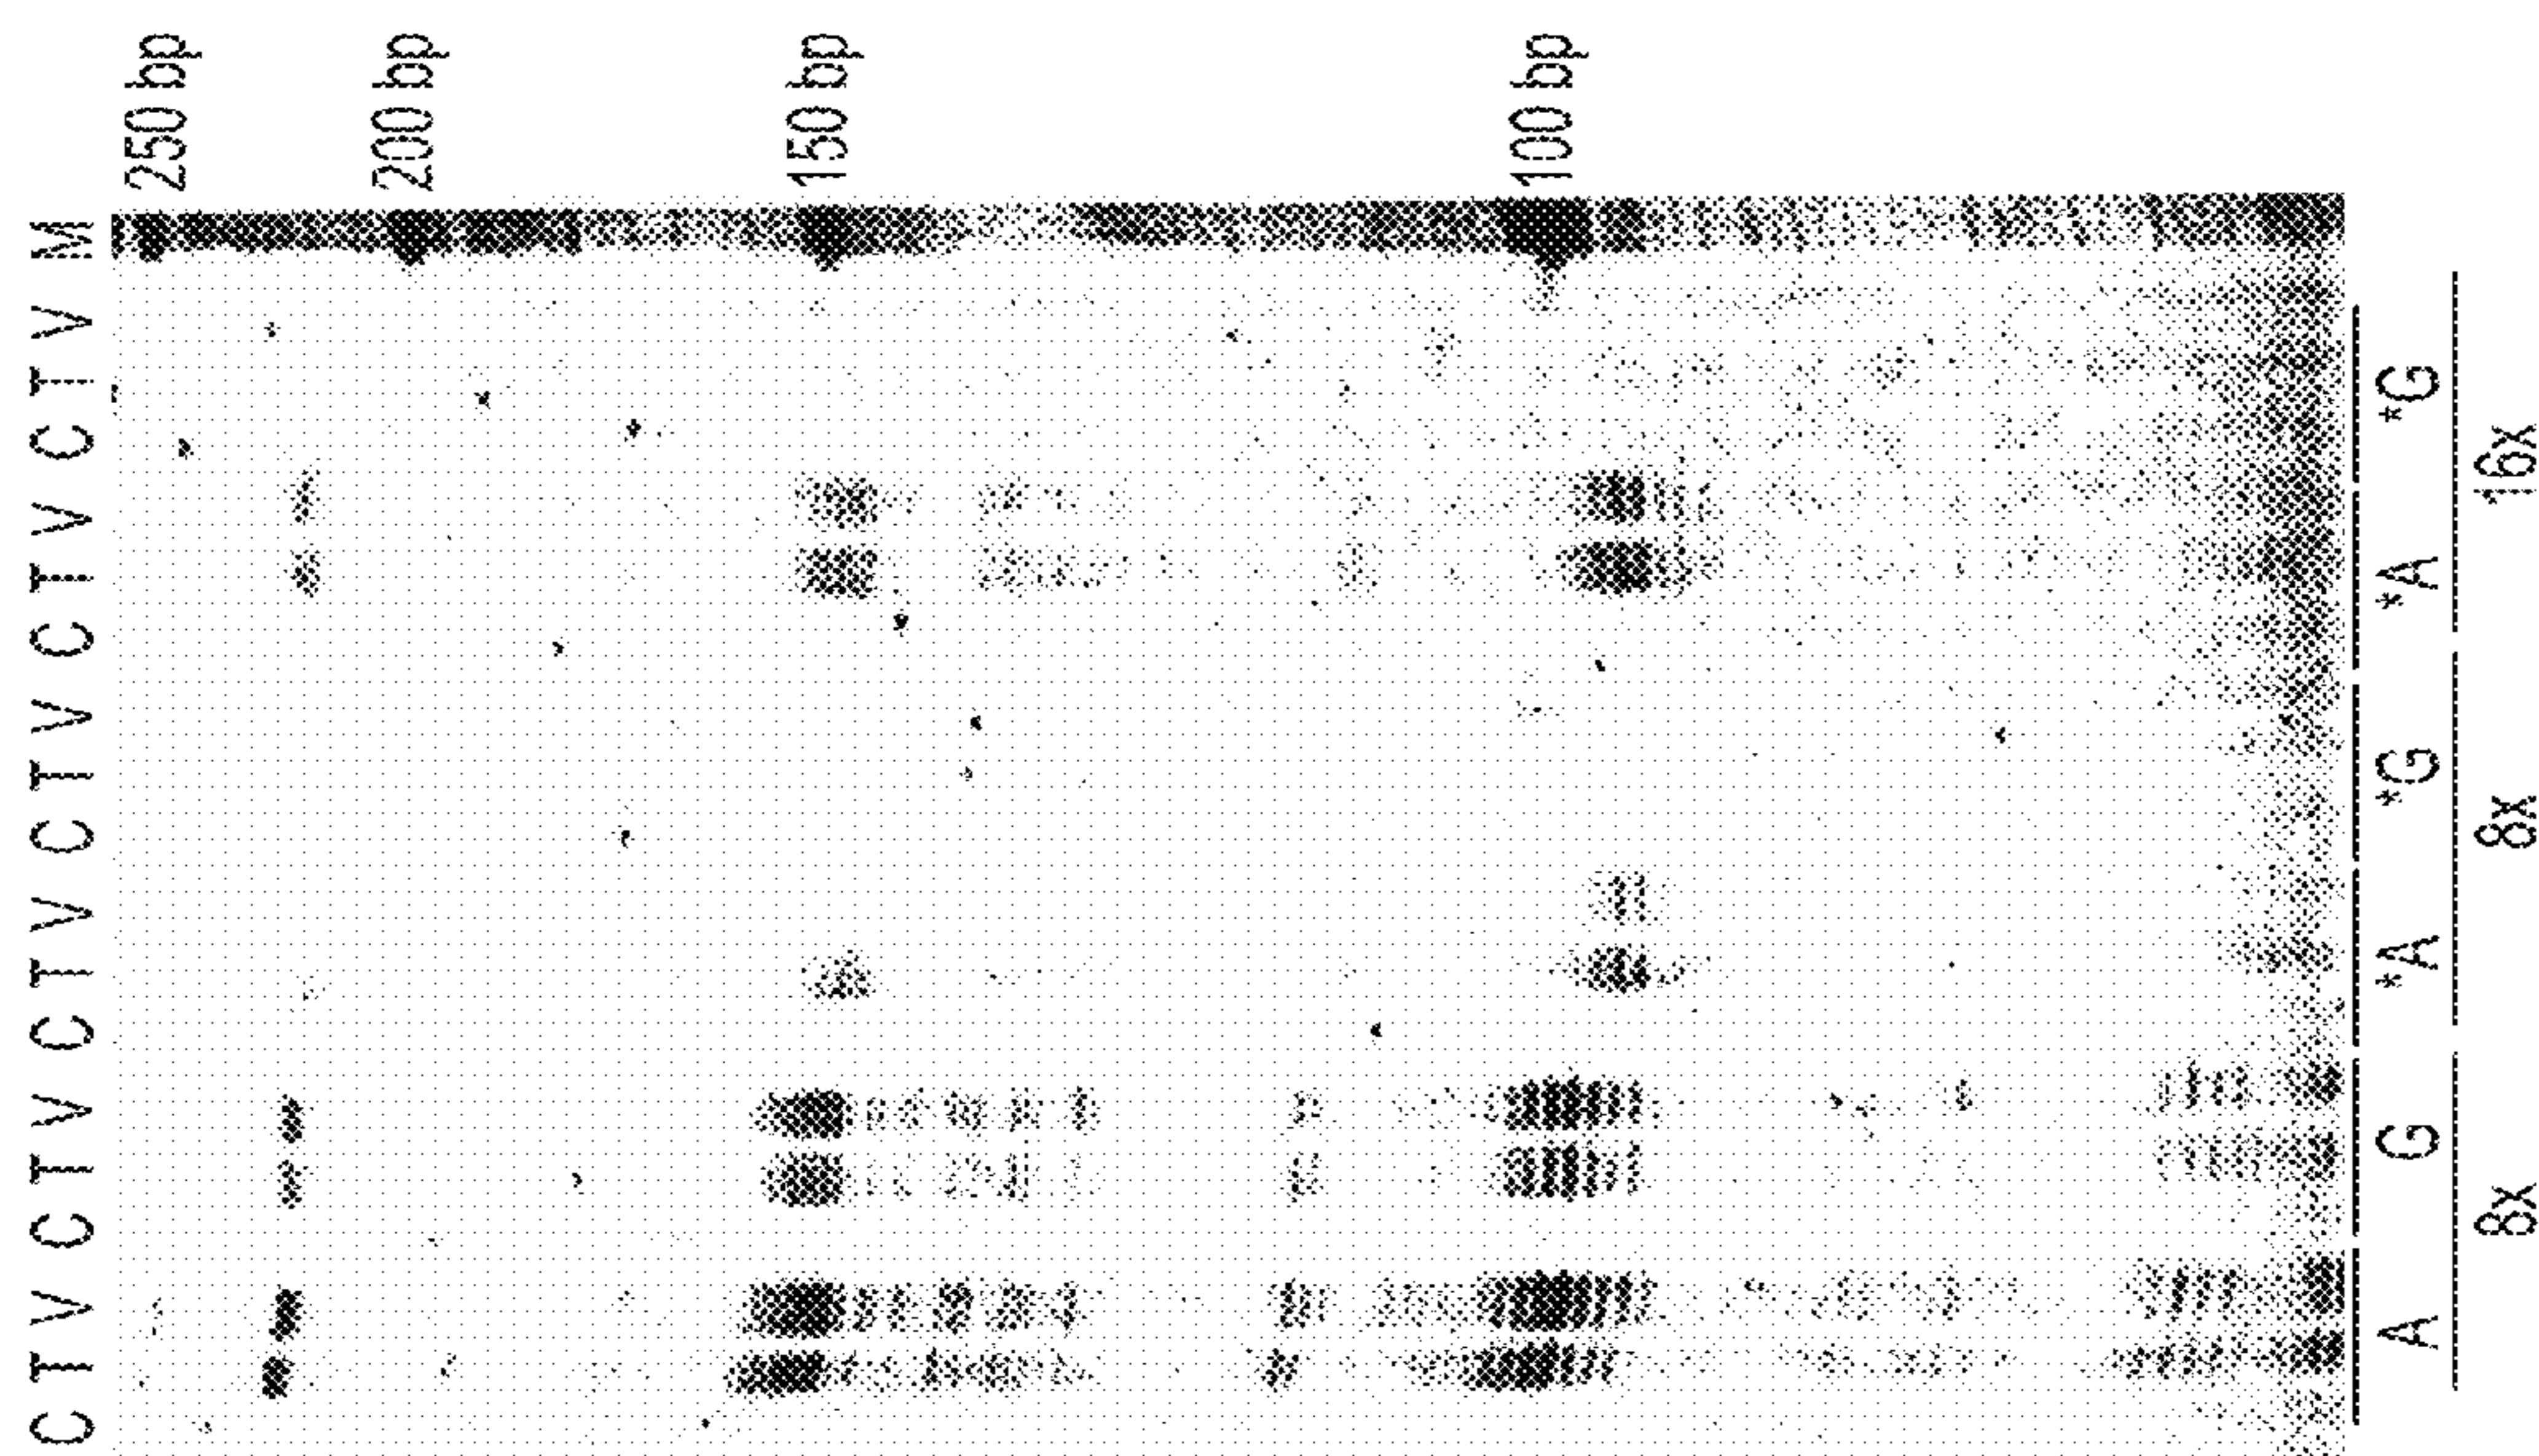 C T V C T V C T V C T V C T V C T V M
250 bp
200 bp
150 bp
100 bp
A G *A *G *A *G
8x 8x 16x